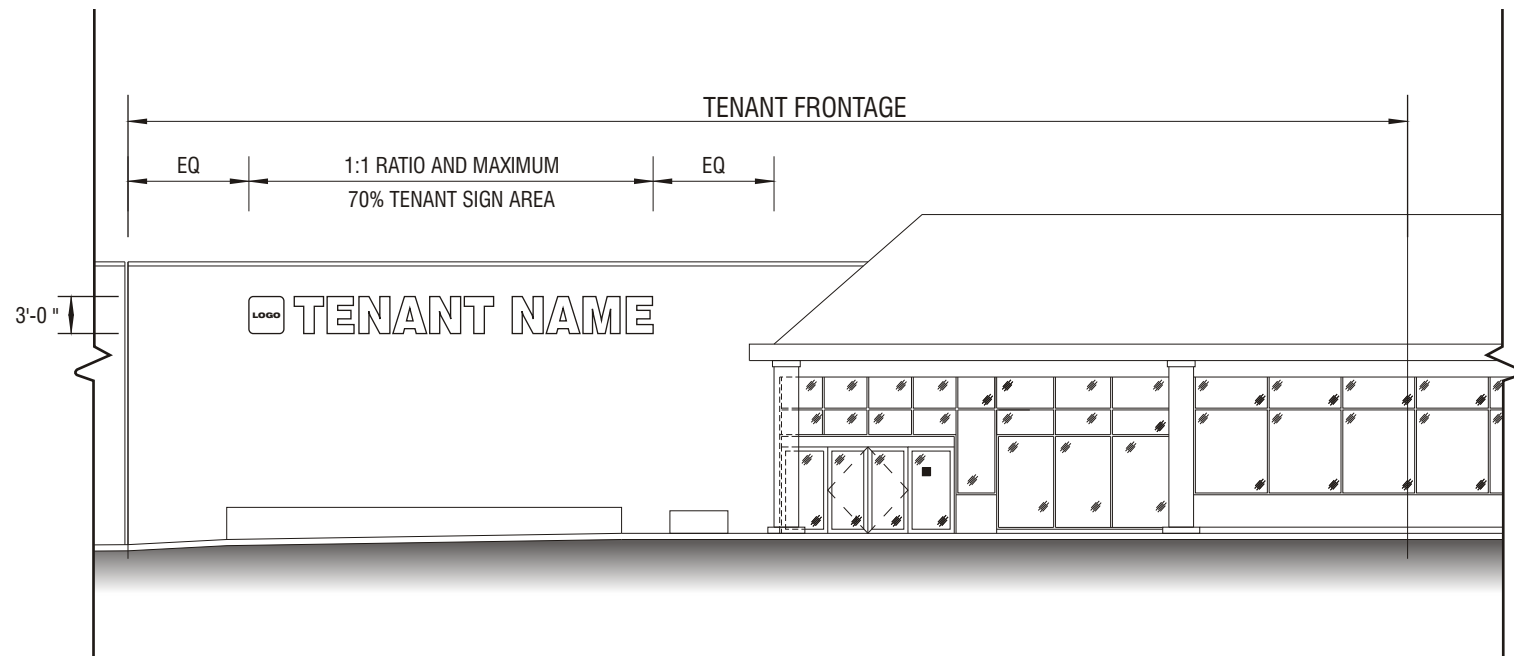 TENANT FRONTAGE
EQ
1:1 RATIO AND MAXIMUM
EQ
70% TENANT SIGN AREA
3'-0 "
LOGO
TENANT NAME